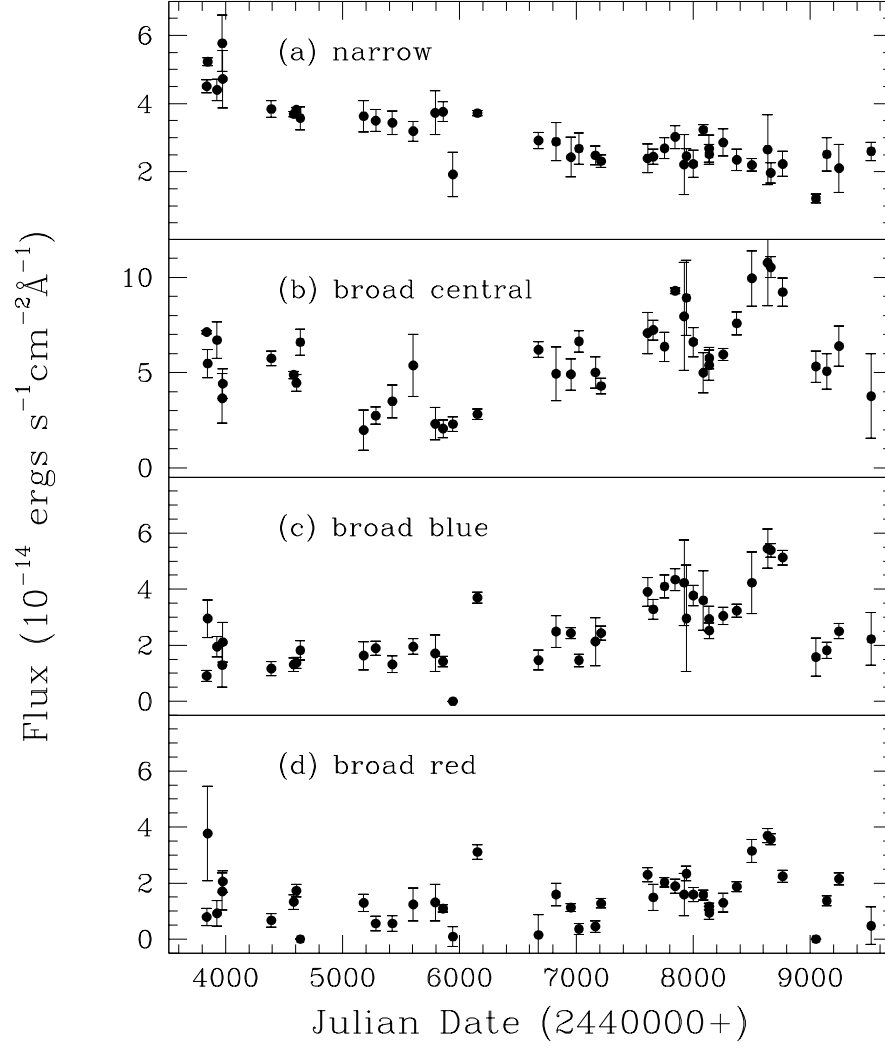 6
4
2
(a) narrow
10
5
0
(b) broad central
6
4
2
0
(c) broad blue
6
4
2
0
(d) broad red
4000 5000 6000 7000 8000 9000
Julian Date (2440000+)
Flux (10⁻¹⁴ ergs s⁻¹cm⁻²Å⁻¹)